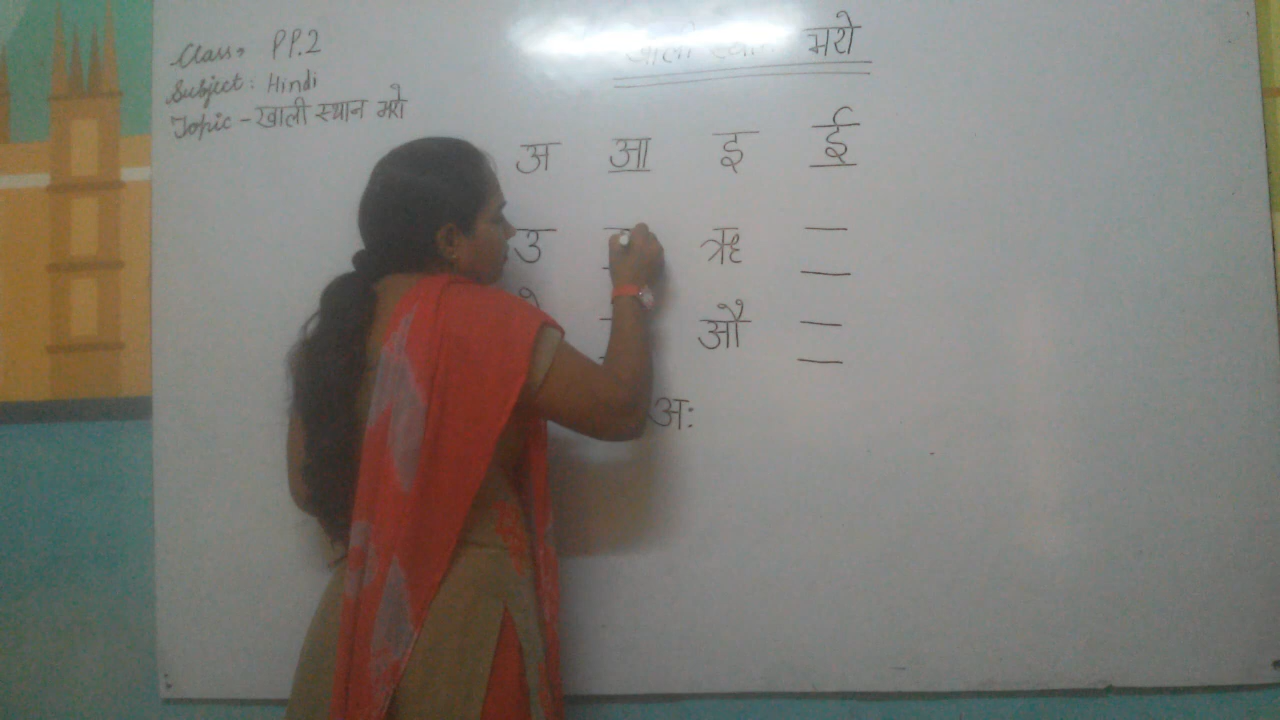 Class, PP.2
Subject: Hindi
Topic - खाली स्थान भरो
खाली स्थान भरो
अ आ इ ई
उ ऋ
औ
अः